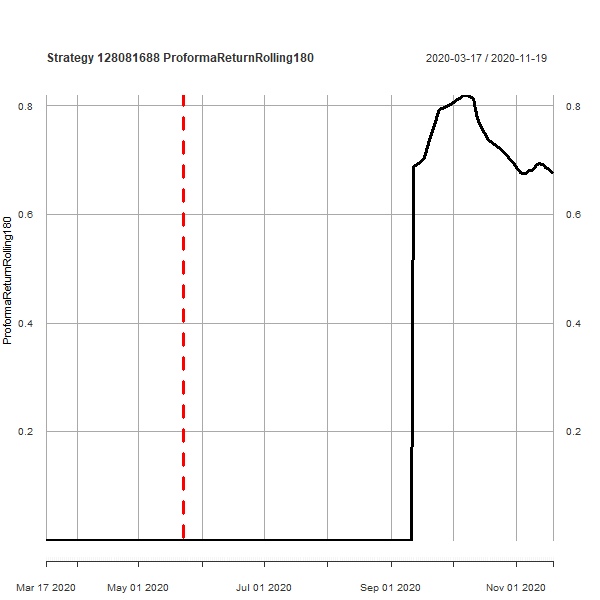 Strategy 128081688 ProformaReturnRolling180
2020-03-17 / 2020-11-19
ProformaReturnRolling180
0.8 0.8
0.6 0.6
0.4 0.4
0.2 0.2
Mar 17 2020 May 01 2020 Jul 01 2020 Sep 01 2020 Nov 01 2020